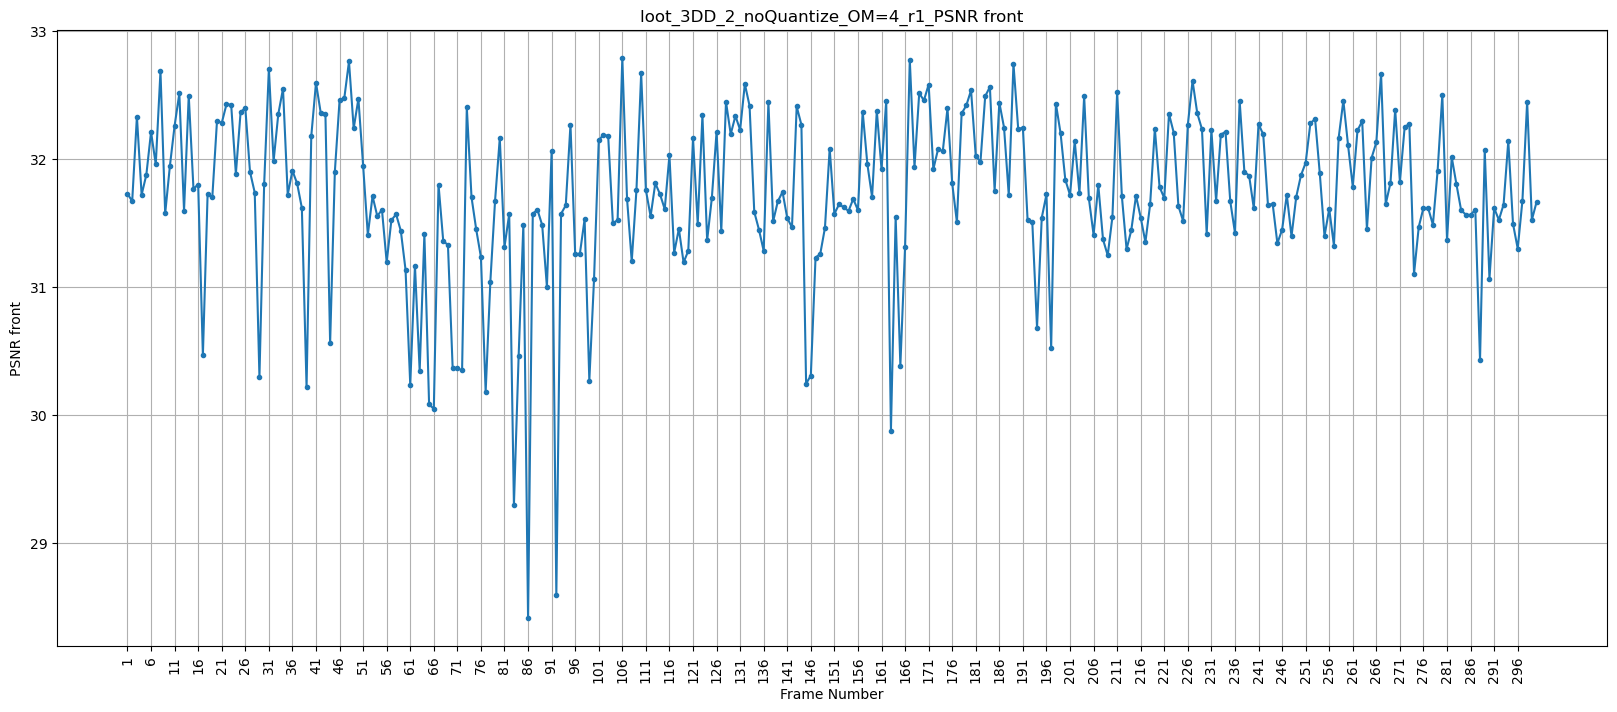 loot_3DD_2_noQuantize_OM=4_r1_PSNR front
33
32
31
30
29
PSNR front
1 6 11 16 21 26 31 36 41 46 51 56 61 66 71 76 81 86 91 96 101 106 111 116 121 126 131 136 141 146 151 156 161 166 171 176 181 186 191 196 201 206 211 216 221 226 231 236 241 246 251 256 261 266 271 276 281 286 291 296
Frame Number